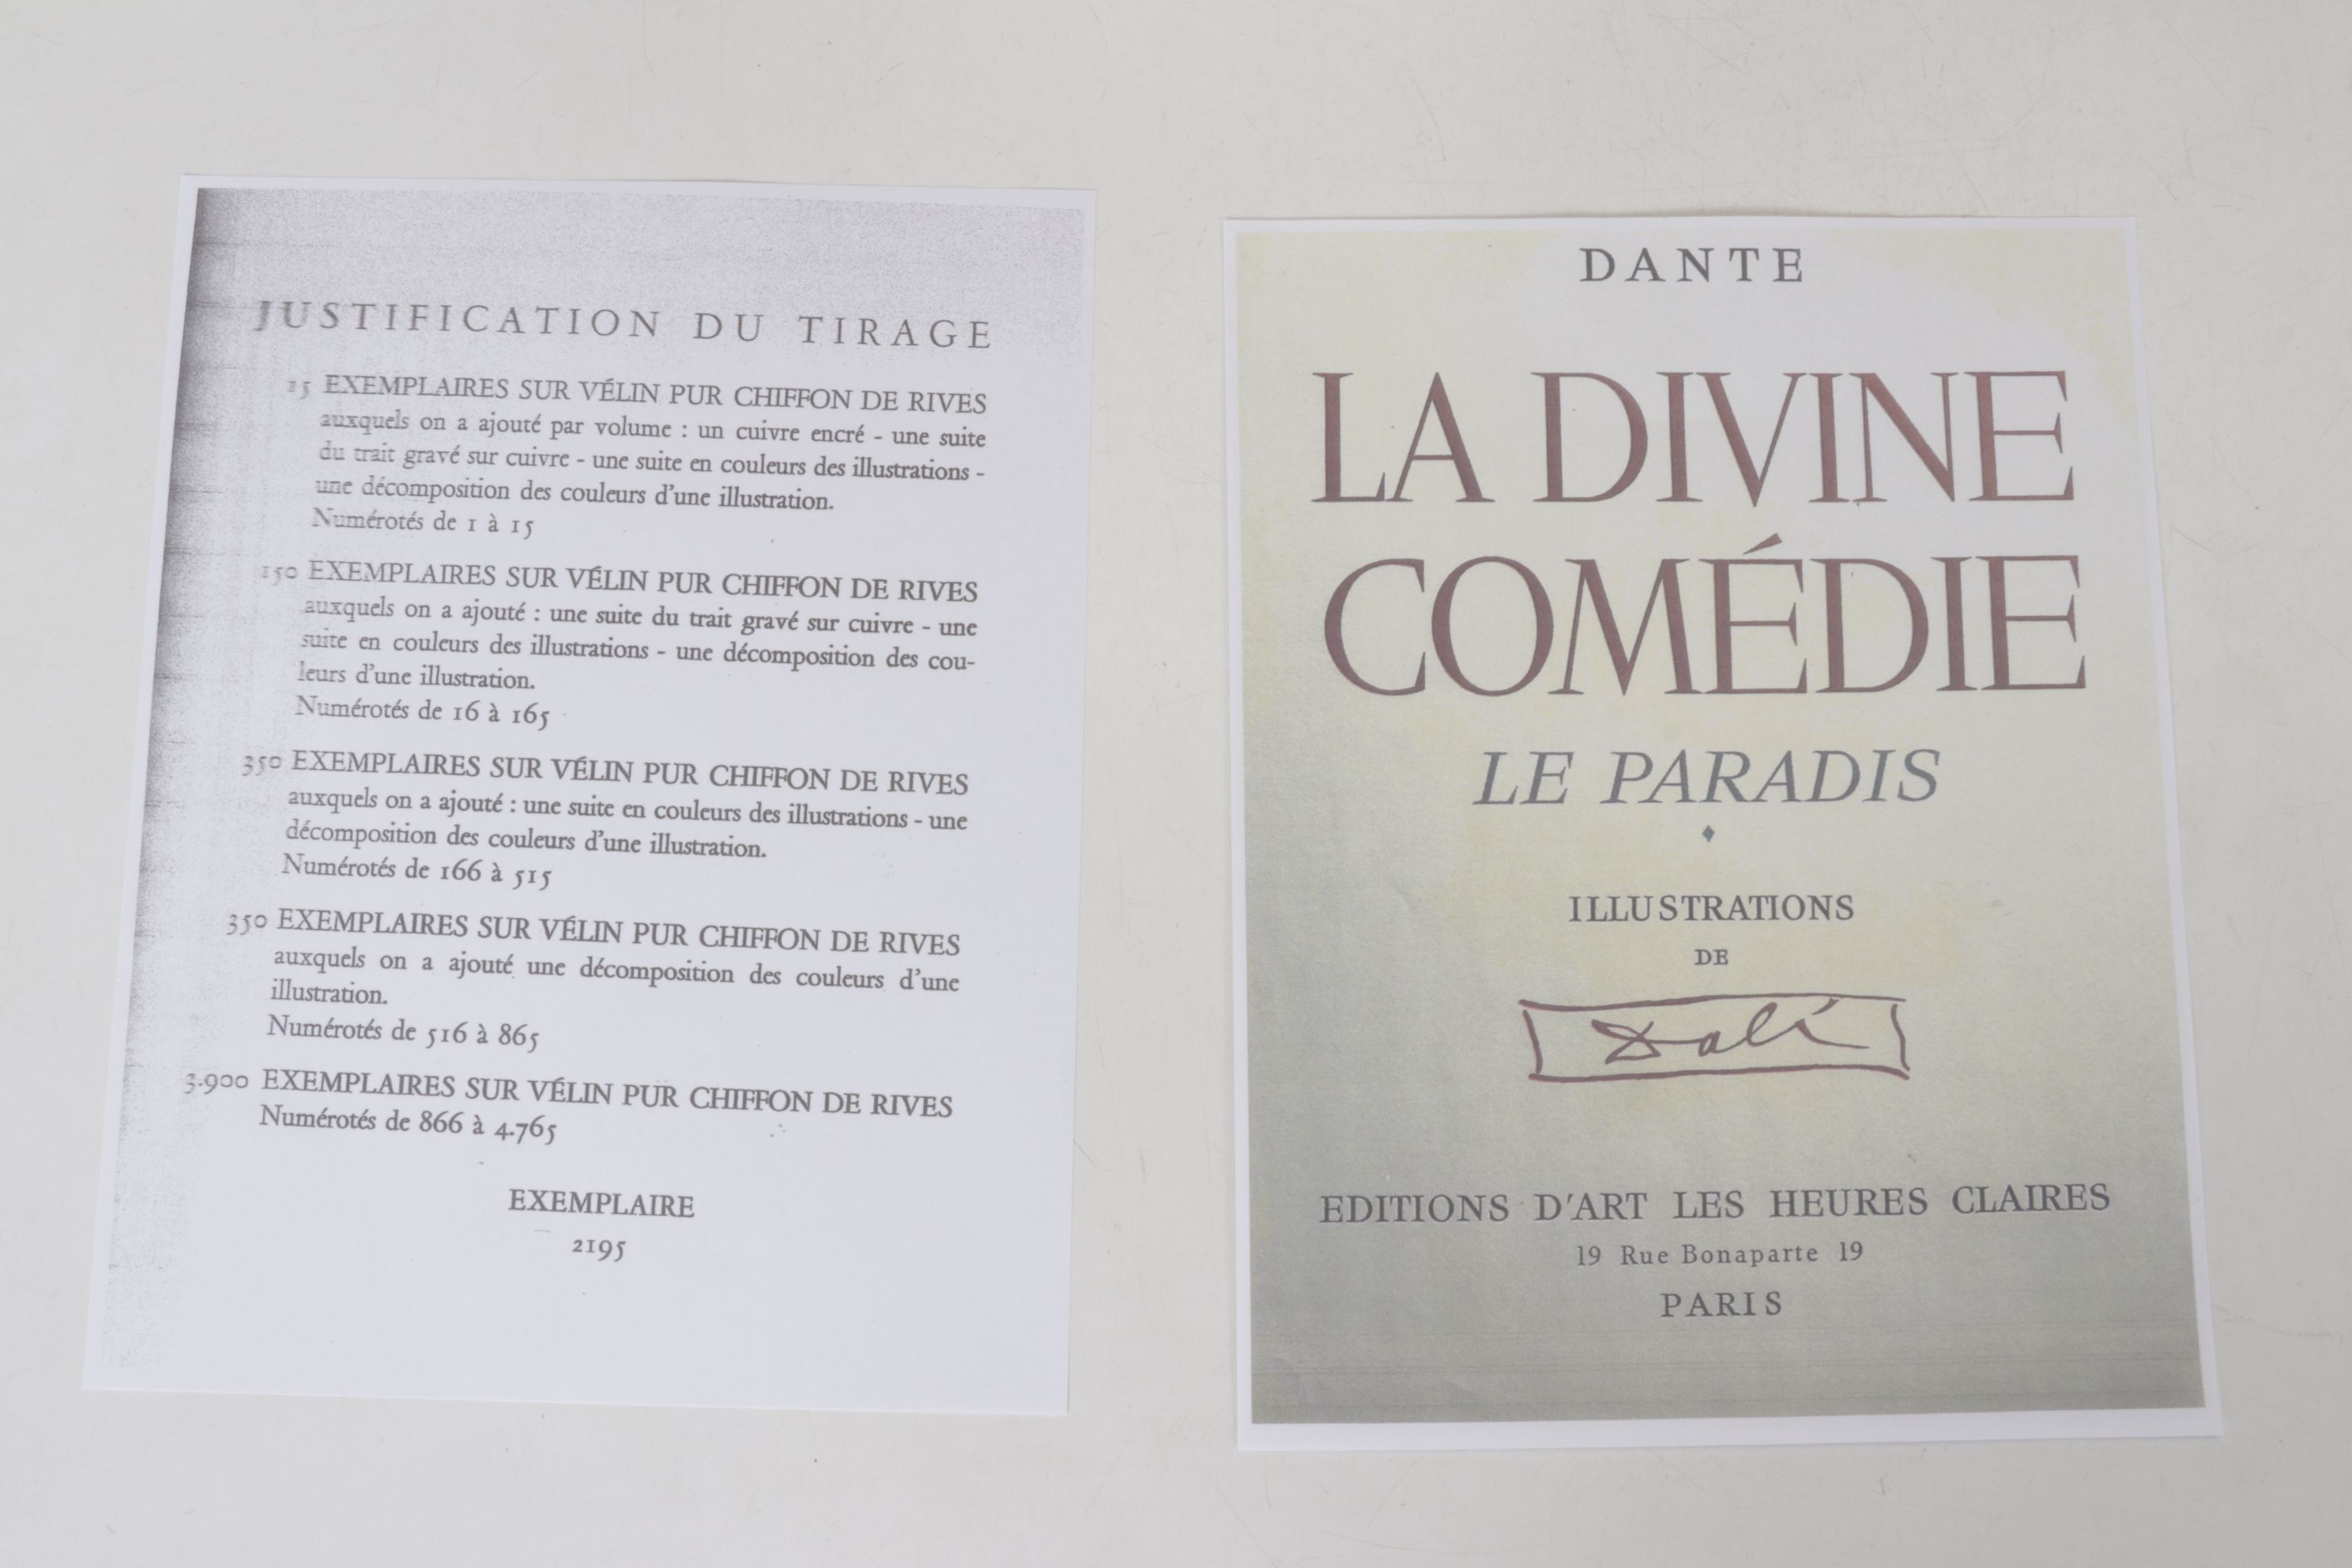 JUSTIFICATION DU TIRAGE
15 EXEMPLAIRES SUR VÉLIN PUR CHIFFON DE RIVES
auxquels on a ajouté par volume : un cuivre encré - une suite
du trait gravé sur cuivre - une suite en couleurs des illustrations -
une décomposition des couleurs d'une illustration.
Numérotés de 1 à 15
150 EXEMPLAIRES SUR VÉLIN PUR CHIFFON DE RIVES
auxquels on a ajouté : une suite du trait gravé sur cuivre - une
suite en couleurs des illustrations - une décomposition des cou-
leurs d'une illustration.
Numérotés de 16 à 165
350 EXEMPLAIRES SUR VÉLIN PUR CHIFFON DE RIVES
auxquels on a ajouté : une suite en couleurs des illustrations - une
décomposition des couleurs d'une illustration.
Numérotés de 166 à 515
350 EXEMPLAIRES SUR VÉLIN PUR CHIFFON DE RIVES
auxquels on a ajouté une décomposition des couleurs d'une
illustration.
Numérotés de 516 à 865
3.900 EXEMPLAIRES SUR VÉLIN PUR CHIFFON DE RIVES
Numérotés de 866 à 4.765
EXEMPLAIRE
2195
DANTE
LA DIVINE
COMÉDIE
LE PARADIS
ILLUSTRATIONS
DE
Dalí
EDITIONS D'ART LES HEURES CLAIRES
19 Rue Bonaparte 19
PARIS